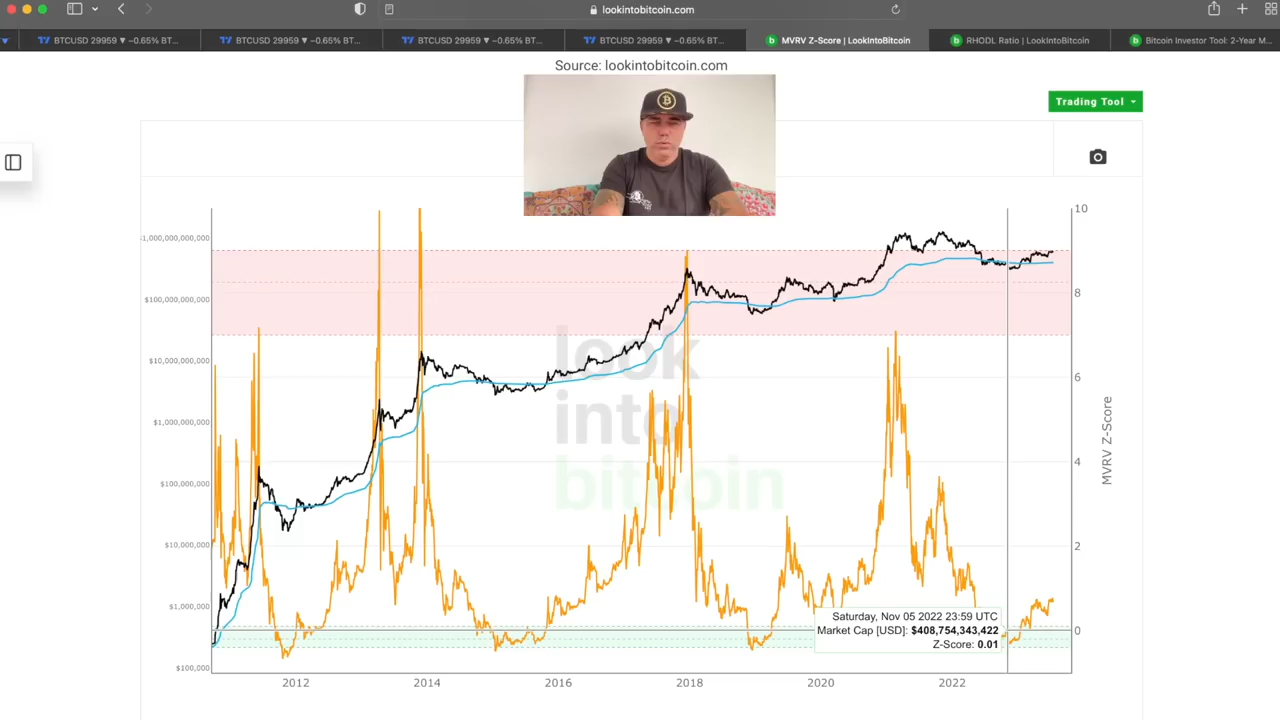 lookintobitcoin.com
BTCUSD 29959 ▼ −0.65% BT...
BTCUSD 29959 ▼ −0.65% BT...
BTCUSD 29959 ▼ −0.65% BT...
BTCUSD 29959 ▼ −0.65% BT...
MVRV Z-Score | LookIntoBitcoin
RHODL Ratio | LookIntoBitcoin
Bitcoin Investor Tool: 2-Year M...
Source: lookintobitcoin.com
Trading Tool
10
$1,000,000,000,000
8
$100,000,000,000
look
into
bitcoin
$10,000,000,000
6
$1,000,000,000
MVRV Z-Score
4
$100,000,000
2
$10,000,000
$1,000,000
Saturday, Nov 05 2022 23:59 UTC
Market Cap [USD]: $408,754,343,422
Z-Score: 0.01
0
$100,000
2012
2014
2016
2018
2020
2022